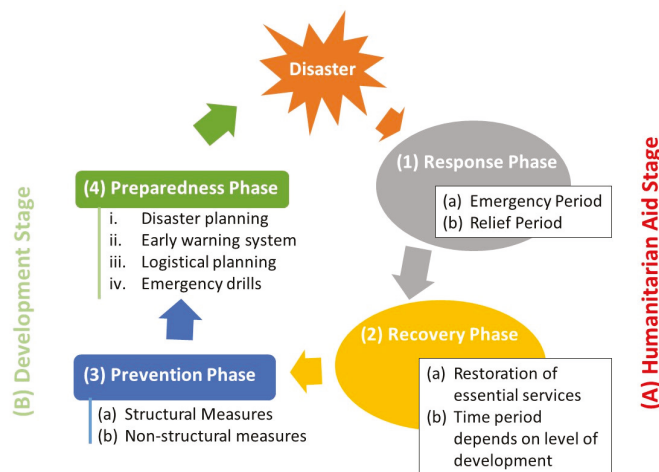 Disaster
(1) Response Phase
(a) Emergency Period
(b) Relief Period
(A) Humanitarian Aid Stage
(2) Recovery Phase
(a) Restoration of
essential services
(b) Time period
depends on level of
development
(3) Prevention Phase
(a) Structural Measures
(b) Non-structural measures
(4) Preparedness Phase
i. Disaster planning
ii. Early warning system
iii. Logistical planning
iv. Emergency drills
(B) Development Stage